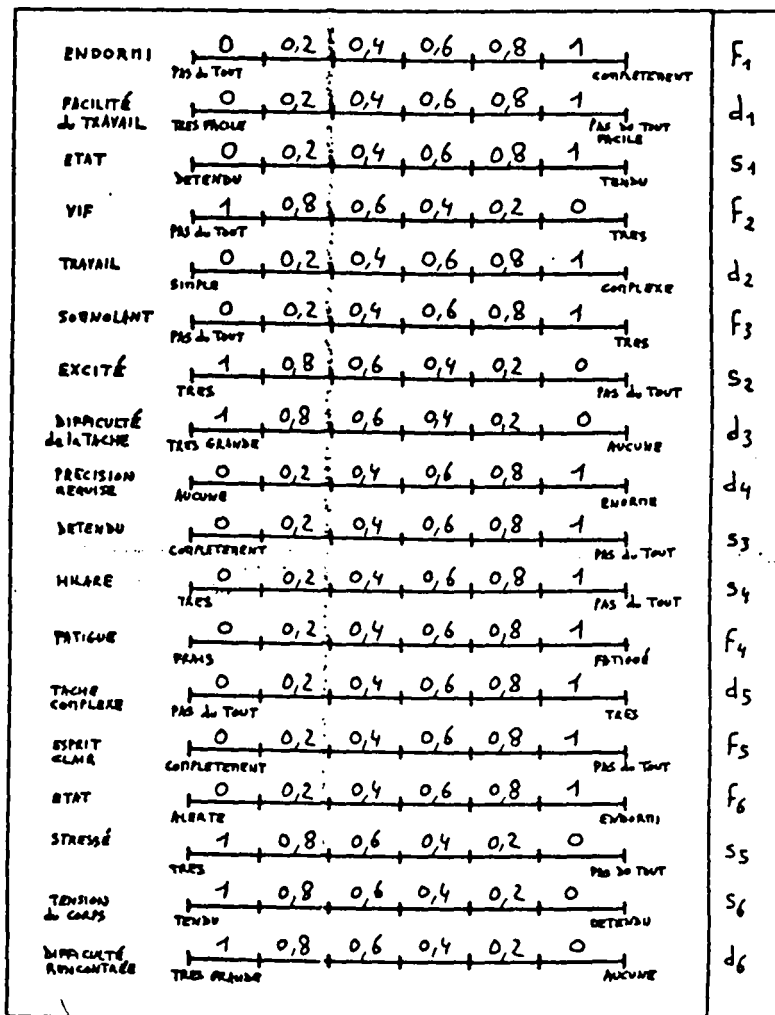 ENDORMI 0 0,2 0,4 0,6 0,8 1 F1
PAS du TOUT COMPLETEMENT
FACILITÉ 0 0,2 0,4 0,6 0,8 1 d1
du TRAVAIL TRES FACILE PAS DU TOUT
FACILE
ETAT 0 0,2 0,4 0,6 0,8 1 S1
DETENDU TENDU
VIF 1 0,8 0,6 0,4 0,2 0 F2
PAS du TOUT TRES
TRAVAIL 0 0,2 0,4 0,6 0,8 1 d2
SIMPLE COMPLEXE
SOMNOLANT 0 0,2 0,4 0,6 0,8 1 F3
PAS du TOUT TRES
EXCITÉ 1 0,8 0,6 0,4 0,2 0 S2
TRES PAS du TOUT
DIFFICULTÉ 1 0,8 0,6 0,4 0,2 0 d3
de la TACHE TRES GRANDE AUCUNE
PRECISION 0 0,2 0,4 0,6 0,8 1 d4
REQUISE AUCUNE ENORME
DETENDU 0 0,2 0,4 0,6 0,8 1 S3
COMPLETEMENT PAS du TOUT
HILARE 0 0,2 0,4 0,6 0,8 1 S4
TRES PAS du TOUT
FATIGUE 0 0,2 0,4 0,6 0,8 1 F4
FRAIS FATIGUÉ
TACHE 0 0,2 0,4 0,6 0,8 1 d5
COMPLEXE PAS du TOUT TRES
ESPRIT 0 0,2 0,4 0,6 0,8 1 F5
CLAIR COMPLETEMENT PAS du TOUT
ETAT 0 0,2 0,4 0,6 0,8 1 F6
ALERTE ENDORMI
STRESSÉ 1 0,8 0,6 0,4 0,2 0 S5
TRES PAS DU TOUT
TENSION 1 0,8 0,6 0,4 0,2 0 S6
du CORPS TENDU DETENDU
DIFFICULTÉ 1 0,8 0,6 0,4 0,2 0 d6
RENCONTRÉE TRES GRANDE AUCUNE